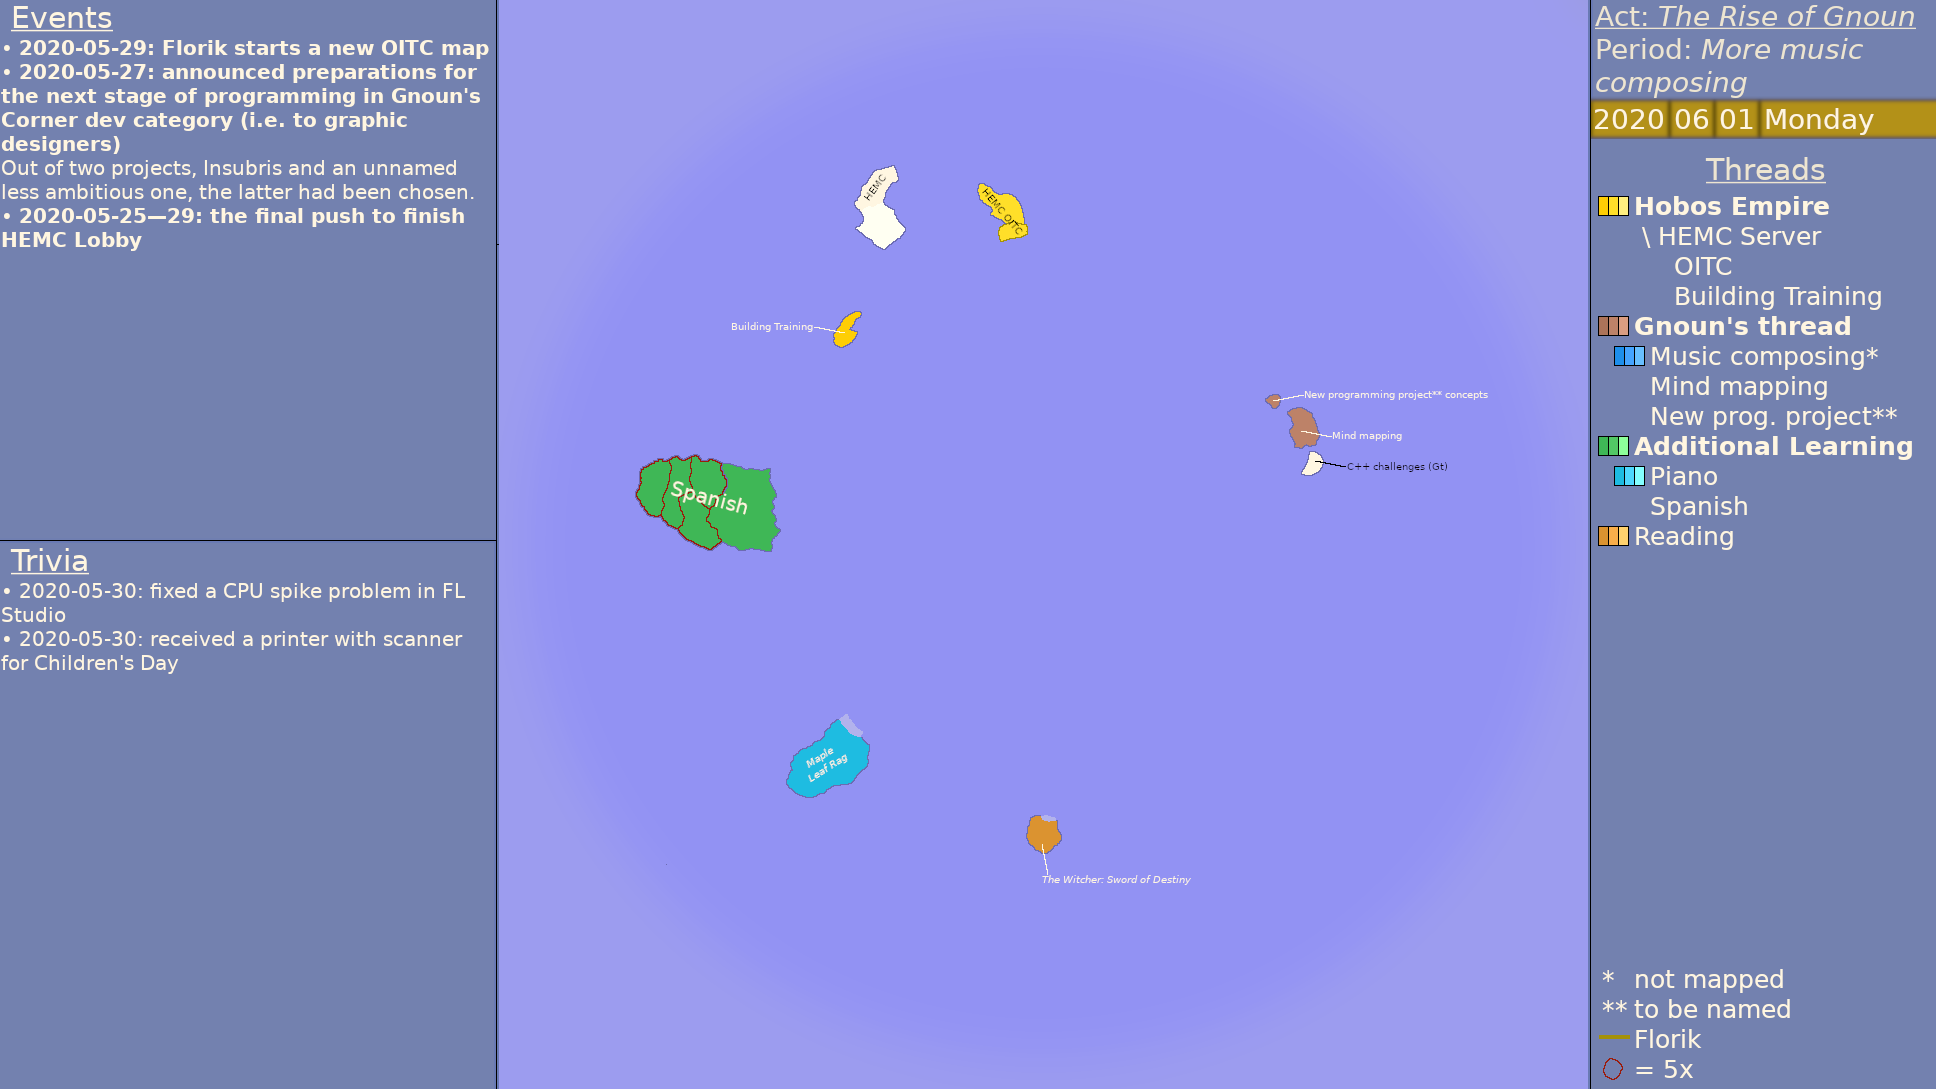 Events
• 2020-05-29: Florik starts a new OITC map
• 2020-05-27: announced preparations for
the next stage of programming in Gnoun's
Corner dev category (i.e. to graphic
designers)
Out of two projects, Insubris and an unnamed
less ambitious one, the latter had been chosen.
• 2020-05-25—29: the final push to finish
HEMC Lobby
Trivia
• 2020-05-30: fixed a CPU spike problem in FL
Studio
• 2020-05-30: received a printer with scanner
for Children's Day
HEMC
HEMC OITC
Building Training
New programming project** concepts
Mind mapping
C++ challenges (Gt)
Spanish
Maple
Leaf Rag
The Witcher: Sword of Destiny
Act: The Rise of Gnoun
Period: More music
composing
2020 06 01 Monday
Threads
Hobos Empire
\ HEMC Server
OITC
Building Training
Gnoun's thread
Music composing*
Mind mapping
New prog. project**
Additional Learning
Piano
Spanish
Reading
* not mapped
** to be named
Florik
= 5x